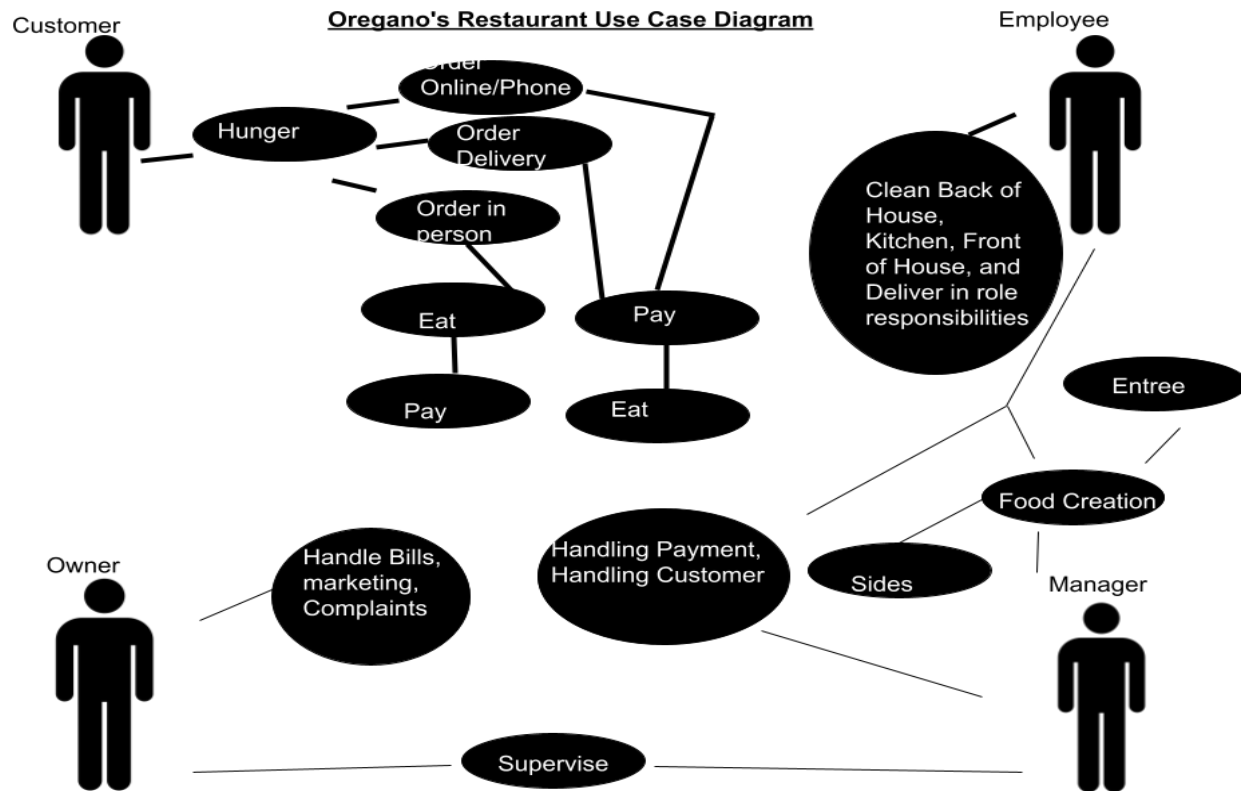 Oregano's Restaurant Use Case Diagram
Customer
Employee
Order
Online/Phone
Hunger
Order
Delivery
Order in
person
Eat
Pay
Pay
Eat
Clean Back of
House,
Kitchen, Front
of House, and
Deliver in role
responsibilities
Entree
Food Creation
Sides
Handling Payment,
Handling Customer
Handle Bills,
marketing,
Complaints
Owner
Manager
Supervise